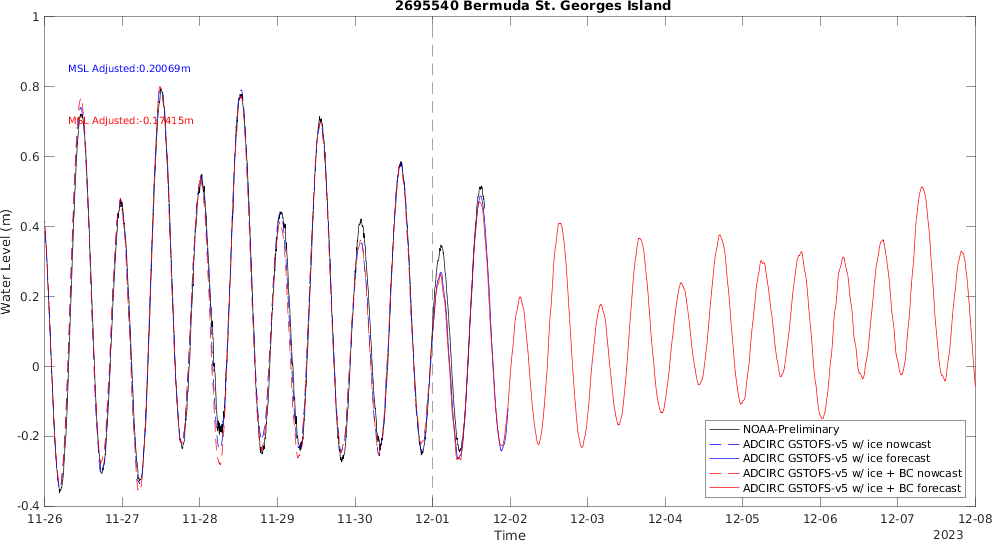 2695540 Bermuda St. Georges Island
1
0.8
0.6
0.4
0.2
0
-0.2
-0.4
Water Level (m)
MSL Adjusted:0.20069m
MSL Adjusted:-0.17415m
NOAA-Preliminary
ADCIRC GSTOFS-v5 w/ ice nowcast
ADCIRC GSTOFS-v5 w/ ice forecast
ADCIRC GSTOFS-v5 w/ ice + BC nowcast
ADCIRC GSTOFS-v5 w/ ice + BC forecast
11-26 11-27 11-28 11-29 11-30 12-01 12-02 12-03 12-04 12-05 12-06 12-07 12-08
Time
2023